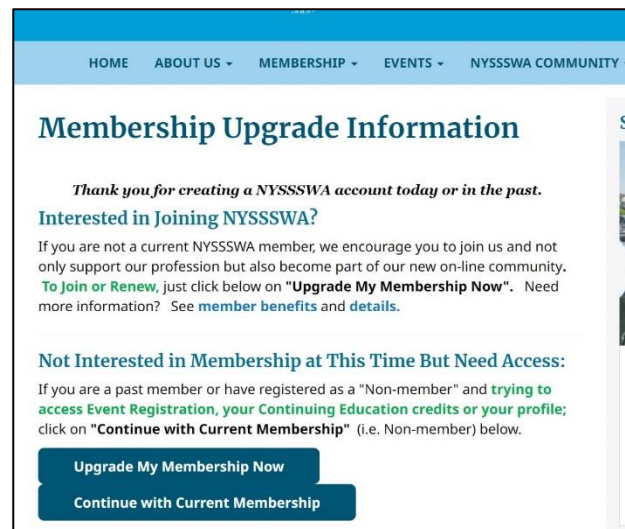 HOME ABOUT US MEMBERSHIP EVENTS NYSSSWA COMMUNITY
Membership Upgrade Information
Thank you for creating a NYSSSWA account today or in the past.
Interested in Joining NYSSSWA?
If you are not a current NYSSSWA member, we encourage you to join us and not
only support our profession but also become part of our new on-line community.
To Join or Renew, just click below on "Upgrade My Membership Now". Need
more information? See member benefits and details.
Not Interested in Membership at This Time But Need Access:
If you are a past member or have registered as a "Non-member" and trying to
access Event Registration, your Continuing Education credits or your profile;
click on "Continue with Current Membership" (i.e. Non-member) below.
Upgrade My Membership Now
Continue with Current Membership